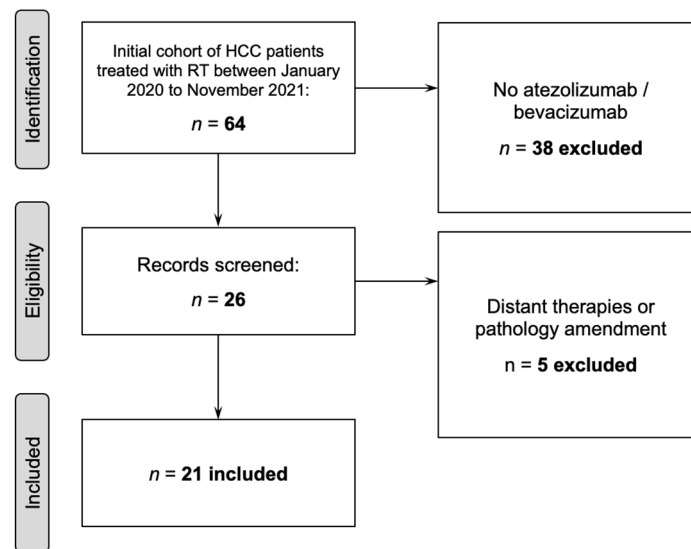 Identification
Initial cohort of HCC patients
treated with RT between January
2020 to November 2021:
n = 64
No atezolizumab /
bevacizumab
n = 38 excluded
Eligibility
Records screened:
n = 26
Distant therapies or
pathology amendment
n = 5 excluded
Included
n = 21 included